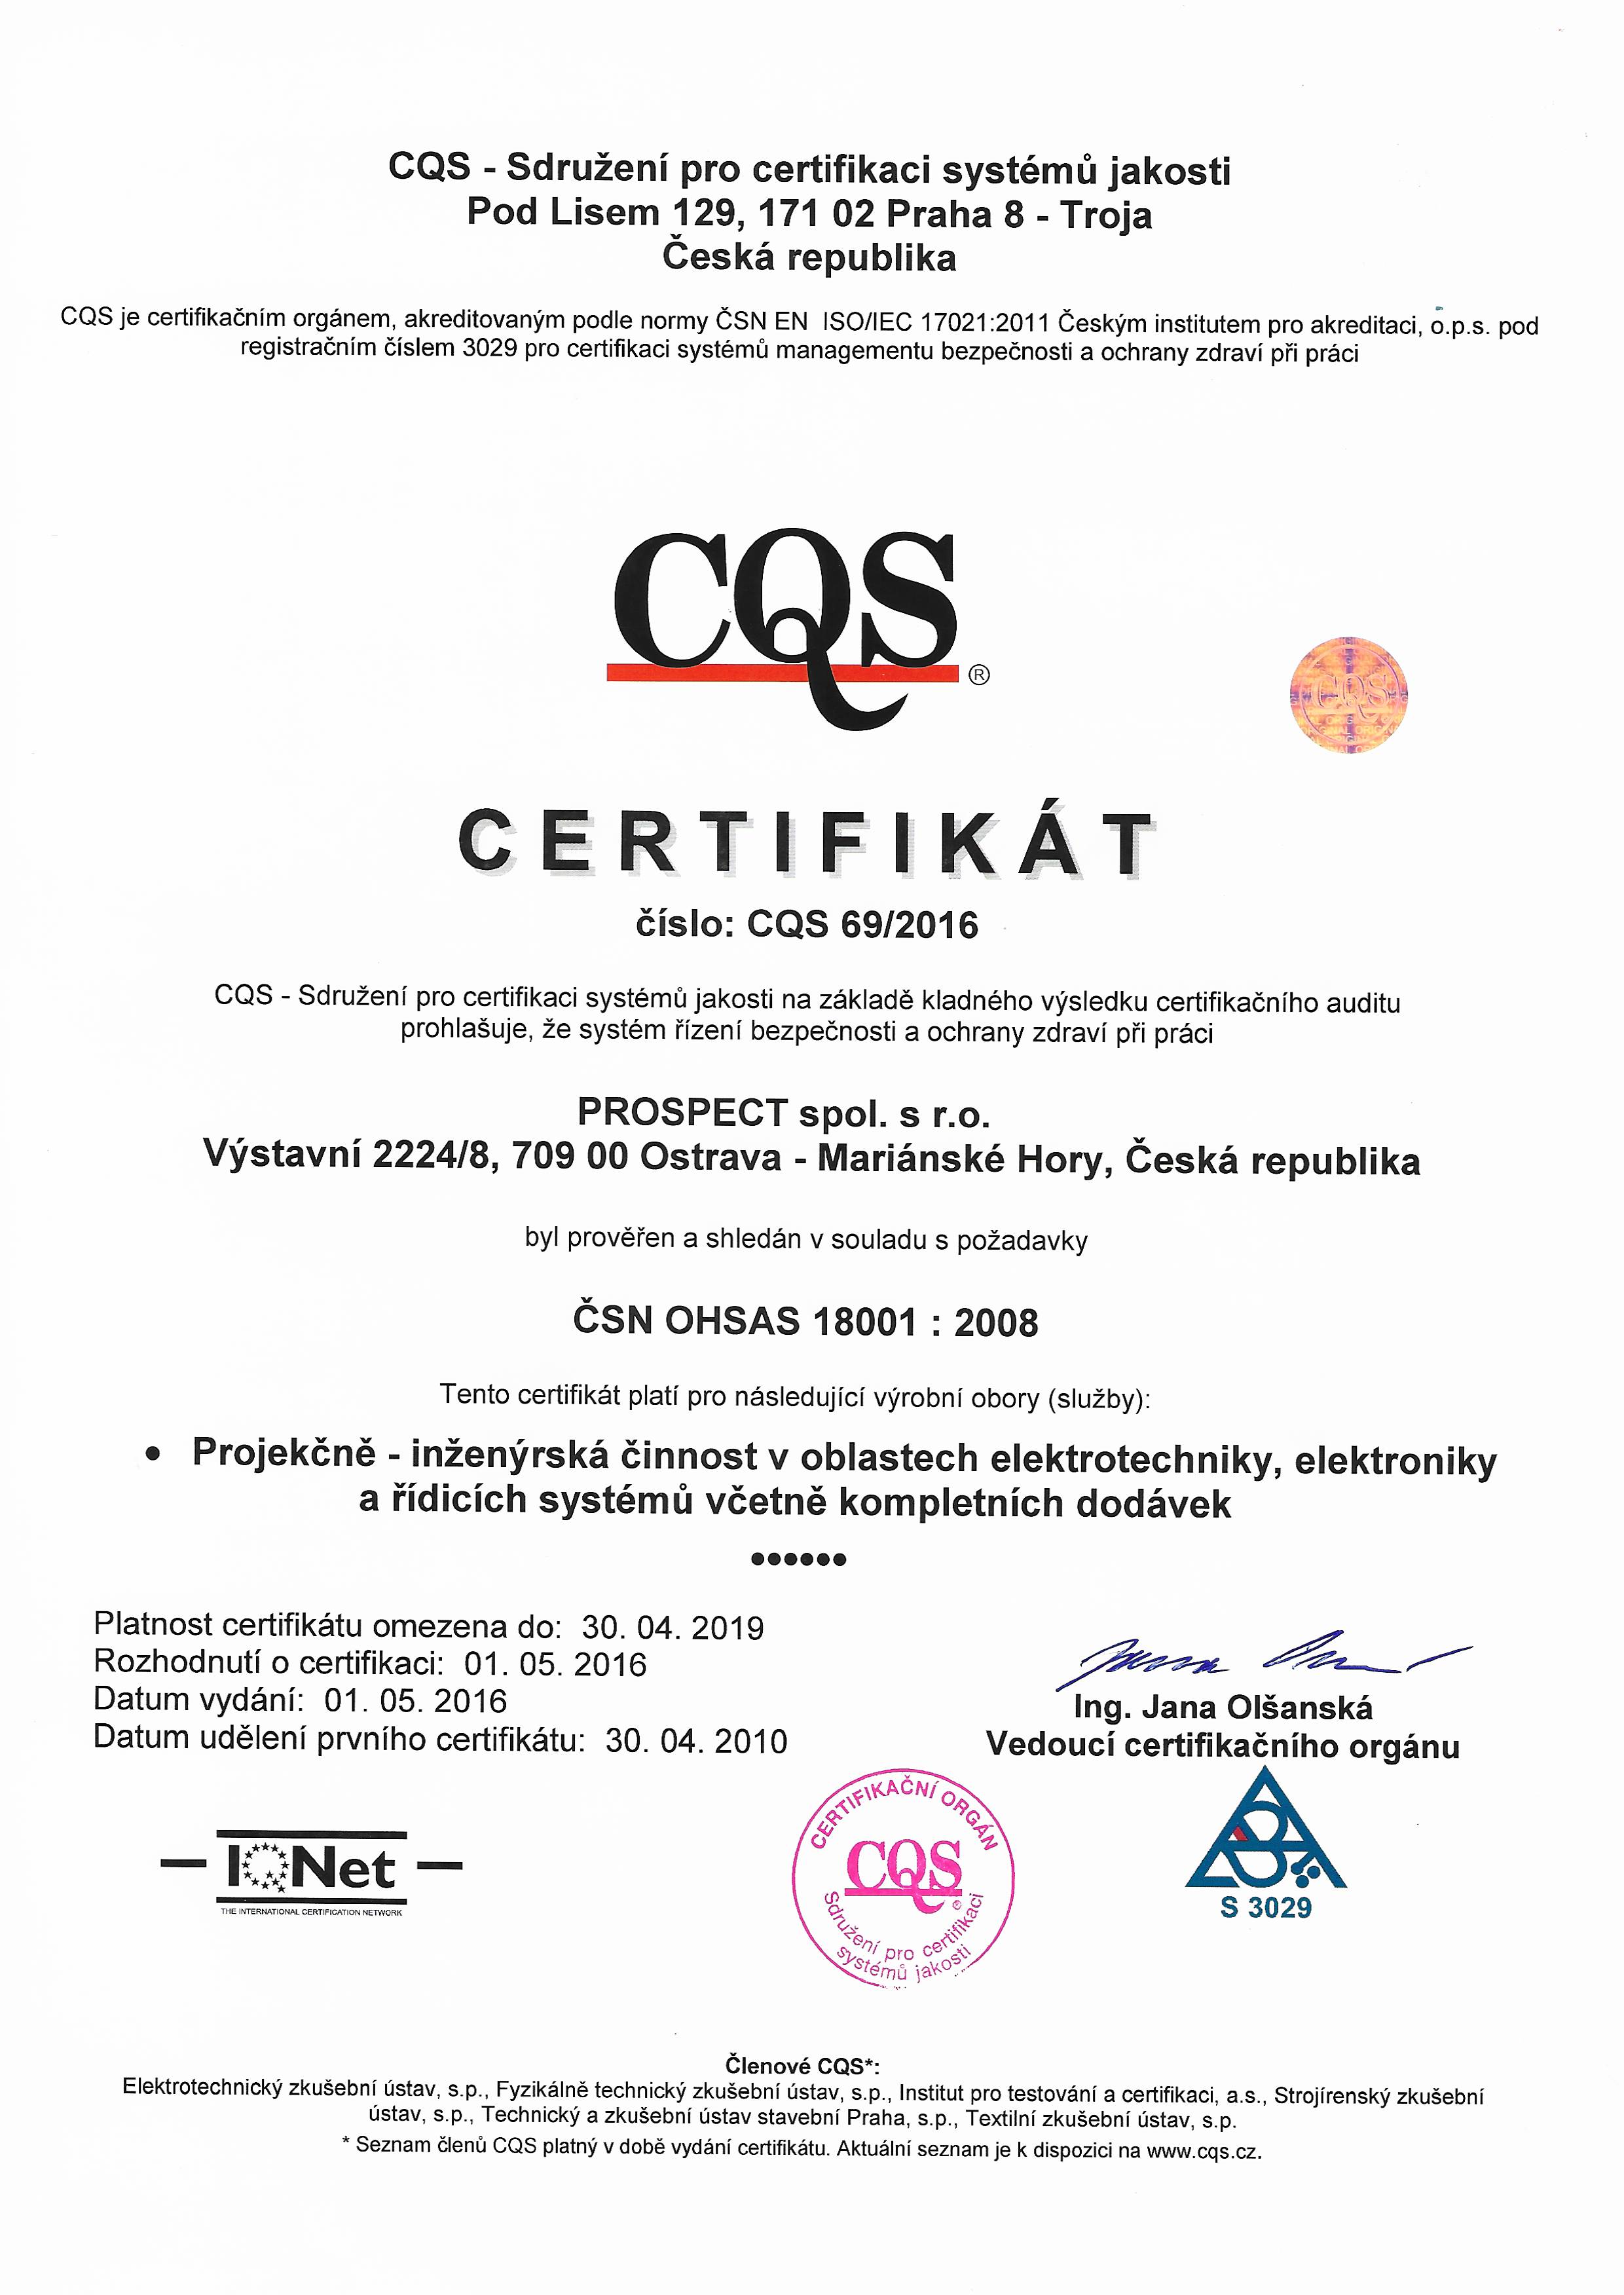 CQS - Sdružení pro certifikaci systémů jakosti
Pod Lisem 129, 171 02 Praha 8 - Troja
Česká republika
CQS je certifikačním orgánem, akreditovaným podle normy ČSN EN ISO/IEC 17021:2011 Českým institutem pro akreditaci, o.p.s. pod
registračním číslem 3029 pro certifikaci systémů managementu bezpečnosti a ochrany zdraví při práci
CQS ®
CQS
CERTIFIKÁT
číslo: CQS 69/2016
CQS - Sdružení pro certifikaci systémů jakosti na základě kladného výsledku certifikačního auditu
prohlašuje, že systém řízení bezpečnosti a ochrany zdraví při práci
PROSPECT spol. s r.o.
Výstavní 2224/8, 709 00 Ostrava - Mariánské Hory, Česká republika
byl prověřen a shledán v souladu s požadavky
ČSN OHSAS 18001 : 2008
Tento certifikát platí pro následující výrobní obory (služby):
• Projekčně - inženýrská činnost v oblastech elektrotechniky, elektroniky
a řídicích systémů včetně kompletních dodávek
••••••
Platnost certifikátu omezena do: 30. 04. 2019
Rozhodnutí o certifikaci: 01. 05. 2016
Datum vydání: 01. 05. 2016
Datum udělení prvního certifikátu: 30. 04. 2010
Ing. Jana Olšanská
Vedoucí certifikačního orgánu
IQNet
THE INTERNATIONAL CERTIFICATION NETWORK
CERTIFIKAČNÍ ORGÁN
CQS ®
Sdružení pro certifikaci
systémů jakosti
S 3029
Členové CQS*:
Elektrotechnický zkušební ústav, s.p., Fyzikálně technický zkušební ústav, s.p., Institut pro testování a certifikaci, a.s., Strojírenský zkušební
ústav, s.p., Technický a zkušební ústav stavební Praha, s.p., Textilní zkušební ústav, s.p.
* Seznam členů CQS platný v době vydání certifikátu. Aktuální seznam je k dispozici na www.cqs.cz.